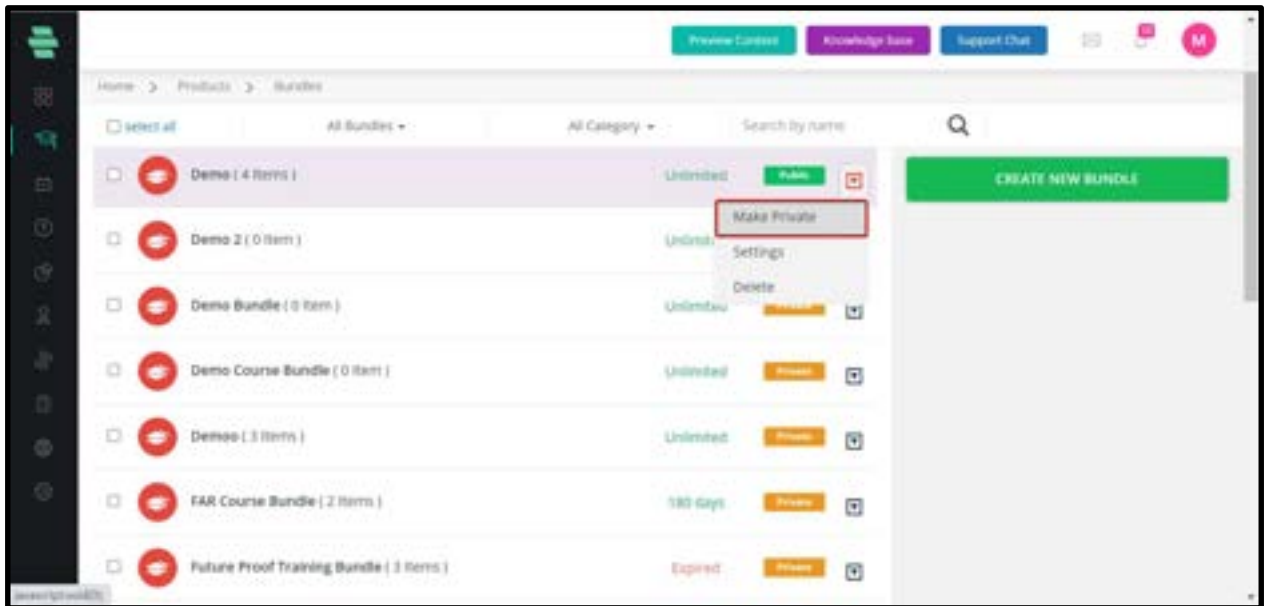 Preview Content Knowledge Base Support Chat M
Home > Products > Bundles
select all All Bundles All Category Search by name
Demo ( 4 Items ) Unlimited Public CREATE NEW BUNDLE
Make Private
Demo 2 ( 0 Item )
Settings
Delete
Demo Bundle ( 0 Item ) Unlimited Private
Demo Course Bundle ( 0 Item ) Unlimited Private
Demoo ( 3 Items ) Unlimited Private
FAR Course Bundle ( 2 Items ) 180 days Private
Future Proof Training Bundle ( 3 Items ) Expired Private